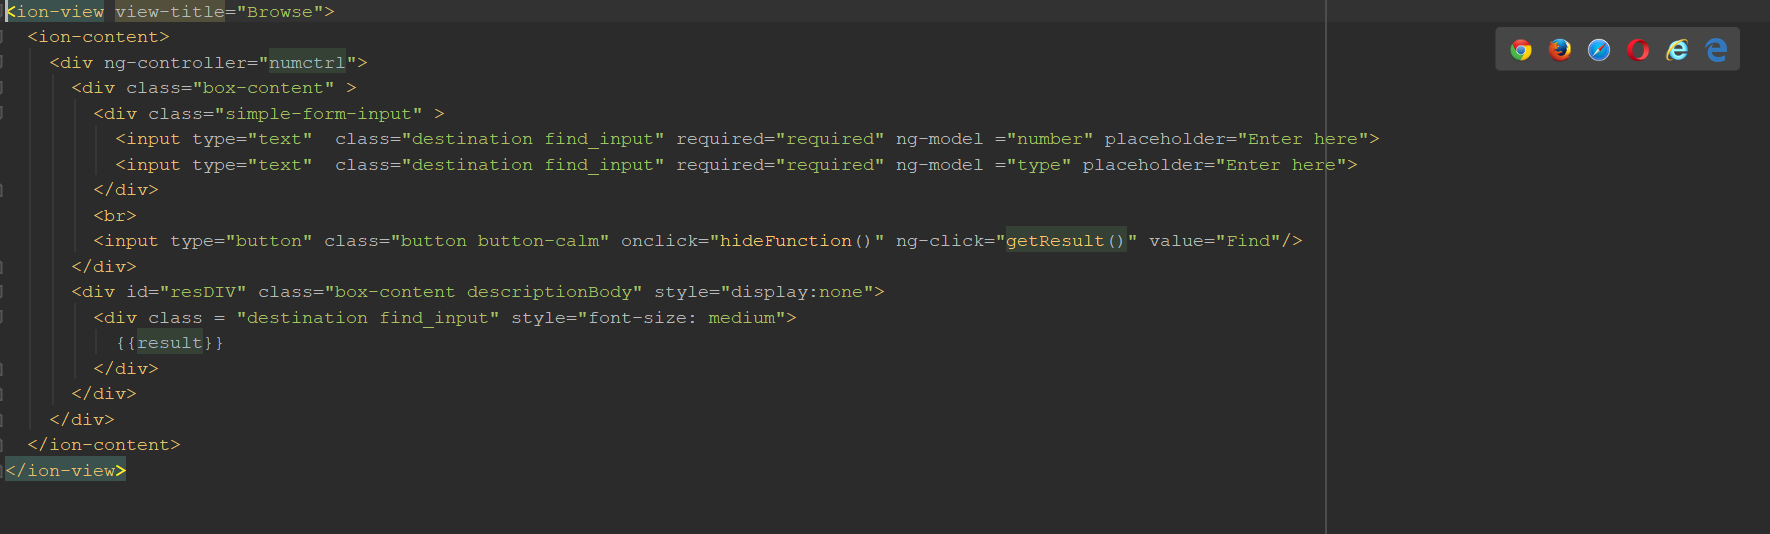 <ion-view view-title="Browse">
<ion-content>
<div ng-controller="numctrl">
<div class="box-content" >
<div class="simple-form-input" >
<input type="text"  class="destination find_input" required="required" ng-model ="number" placeholder="Enter here">
<input type="text"  class="destination find_input" required="required" ng-model ="type" placeholder="Enter here">
</div>
<br>
<input type="button" class="button button-calm" onclick="hideFunction()" ng-click="getResult()" value="Find"/>
</div>
<div id="resDIV" class="box-content descriptionBody" style="display:none">
<div class = "destination find_input" style="font-size: medium">
{{result}}
</div>
</div>
</div>
</ion-content>
</ion-view>